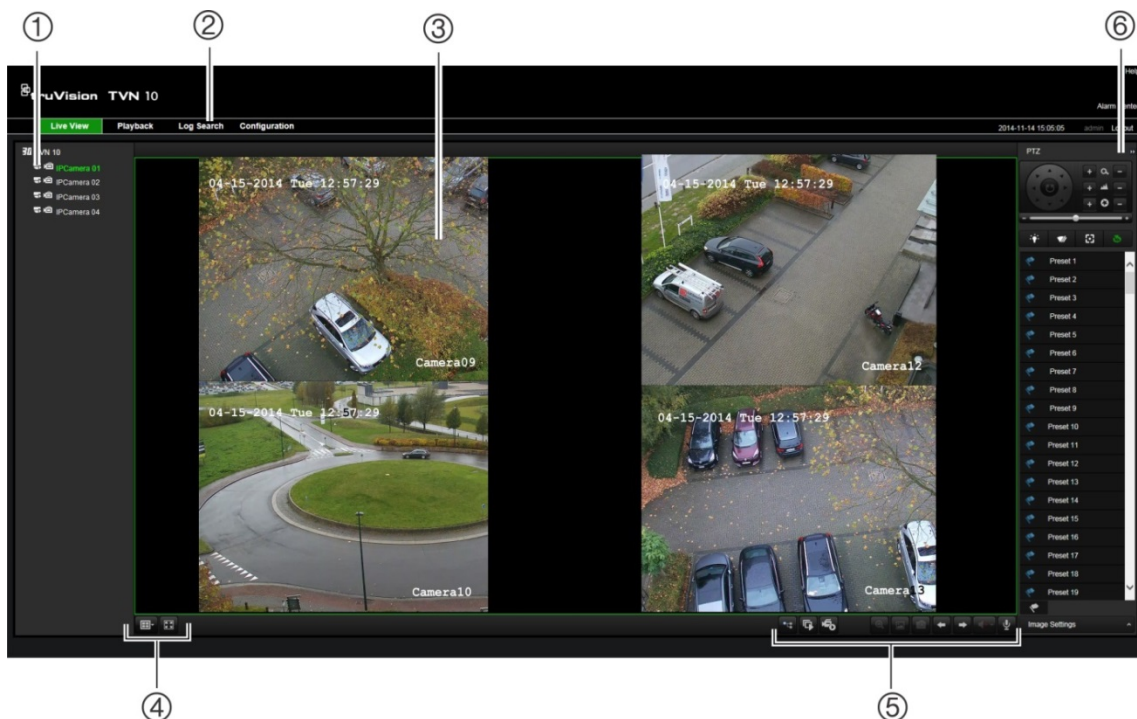 ① ② ③ ⑥
Help
truVision TVN 10
Alarm Center
Live View Playback Log Search Configuration
2014-11-14 15:05:05 admin Logout
TVN 10
IPCamera 01
IPCamera 02
IPCamera 03
IPCamera 04
04-15-2014 Tue 12:57:29
Camera09
04-15-2014 Tue 12:57:29
Camera12
04-15-2014 Tue 12:57:29
Camera10
04-15-2014 Tue 12:57:29
Camera13
PTZ
Preset 1
Preset 2
Preset 3
Preset 4
Preset 5
Preset 6
Preset 7
Preset 8
Preset 9
Preset 10
Preset 11
Preset 12
Preset 13
Preset 14
Preset 15
Preset 16
Preset 17
Preset 18
Preset 19
Image Settings
④ ⑤